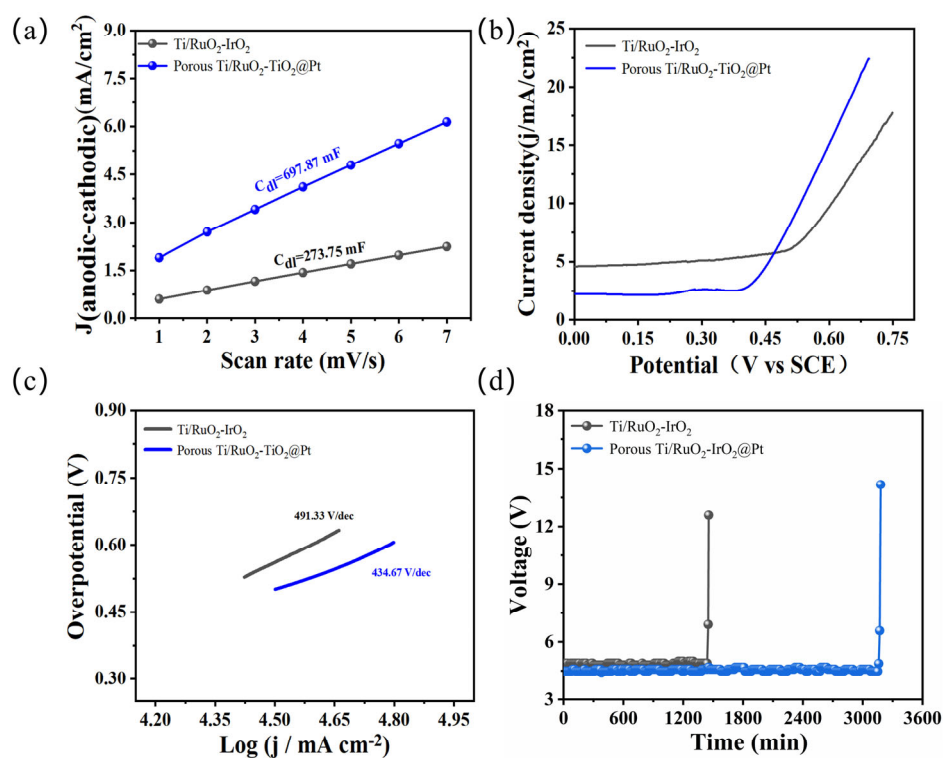 (a)
J(anodic-cathodic)(mA/cm²)
9.0
7.5
6.0
4.5
3.0
1.5
0.0
Ti/RuO₂-IrO₂
Porous Ti/RuO₂-TiO₂@Pt
C_dl=697.87 mF
C_dl=273.75 mF
1 2 3 4 5 6 7
Scan rate (mV/s)
(b)
Current density(j/mA/cm²)
25
20
15
10
5
0
Ti/RuO₂-IrO₂
Porous Ti/RuO₂-TiO₂@Pt
0.00 0.15 0.30 0.45 0.60 0.75
Potential（V vs SCE）
(c)
Overpotential (V)
0.90
0.75
0.60
0.45
0.30
Ti/RuO₂-IrO₂
Porous Ti/RuO₂-TiO₂@Pt
491.33 V/dec
434.67 V/dec
4.20 4.35 4.50 4.65 4.80 4.95
Log (j / mA cm⁻²)
(d)
Voltage (V)
18
15
12
9
6
3
Ti/RuO₂-IrO₂
Porous Ti/RuO₂-IrO₂@Pt
0 600 1200 1800 2400 3000 3600
Time (min)